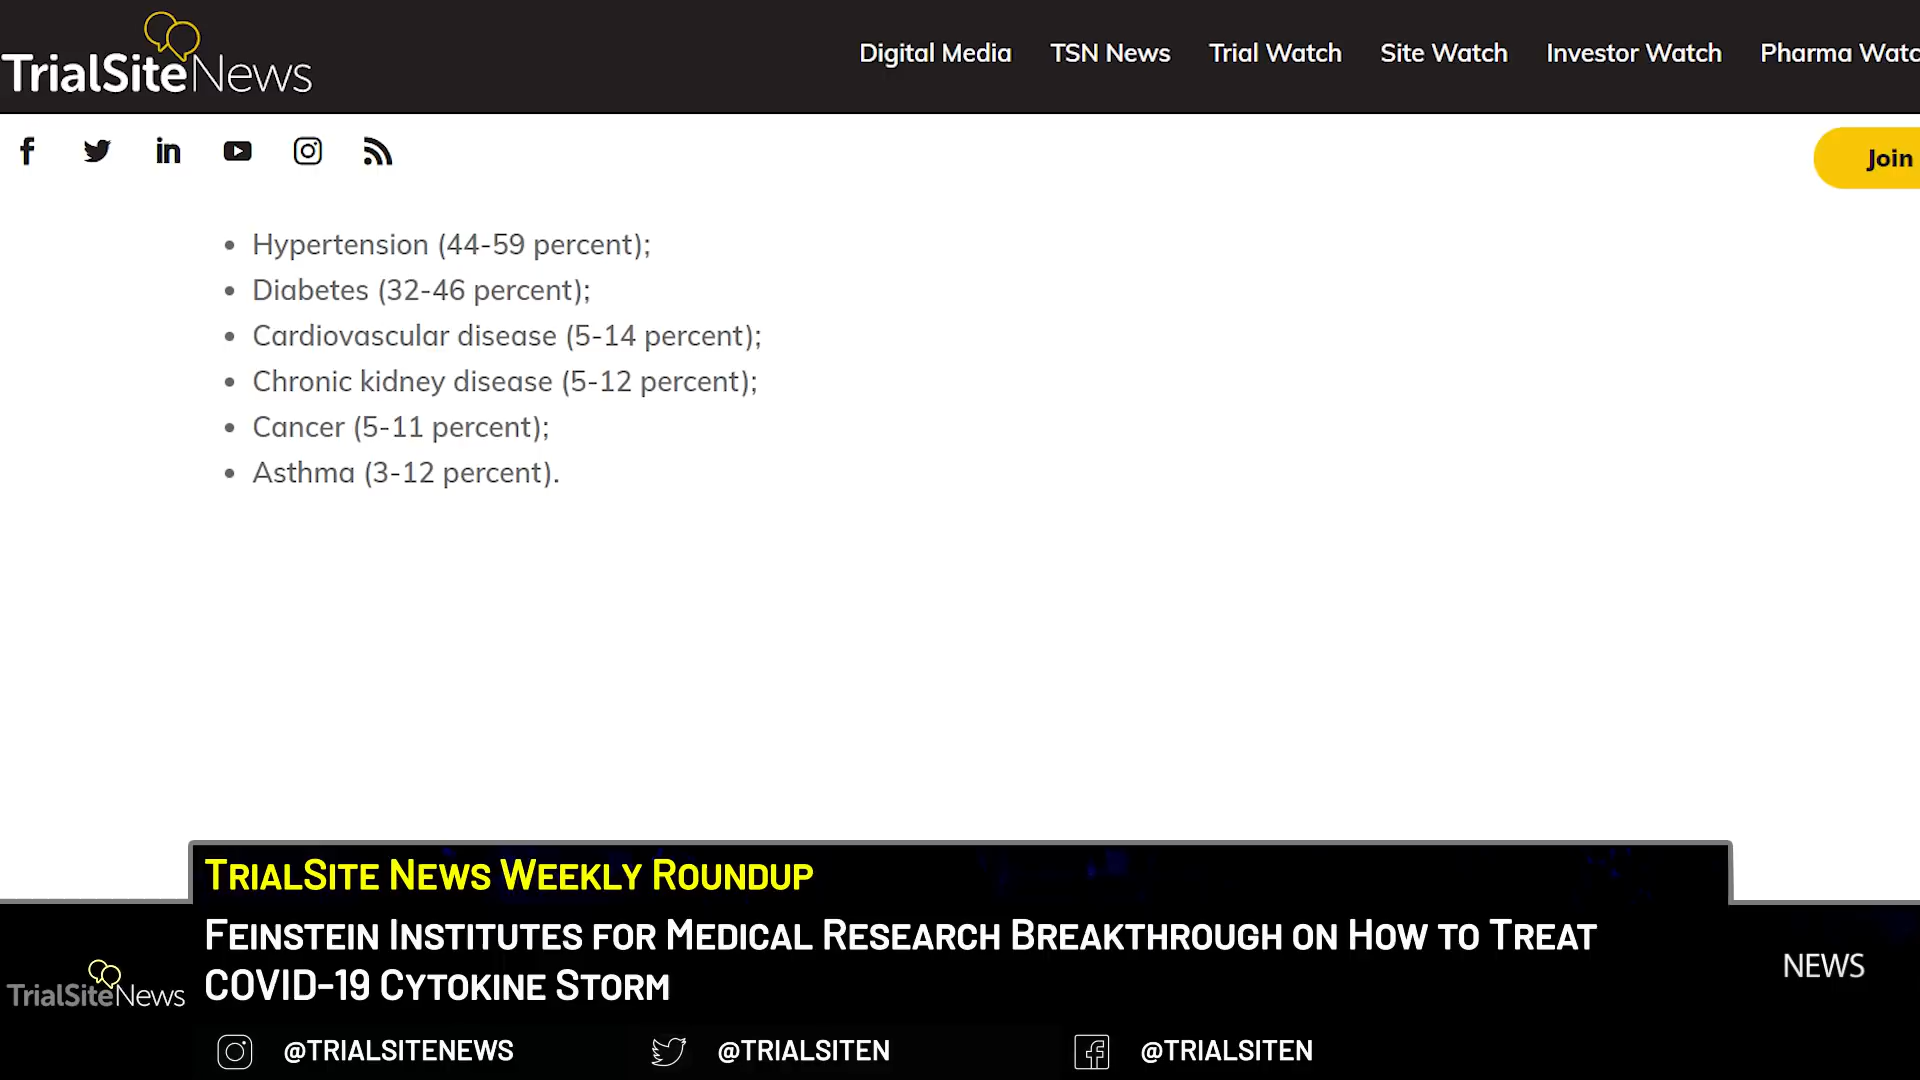 TrialSiteNews
Digital Media TSN News Trial Watch Site Watch Investor Watch Pharma Watc
Join
• Hypertension (44-59 percent);
• Diabetes (32-46 percent);
• Cardiovascular disease (5-14 percent);
• Chronic kidney disease (5-12 percent);
• Cancer (5-11 percent);
• Asthma (3-12 percent).
TrialSite News Weekly Roundup
Feinstein Institutes for Medical Research Breakthrough on How to Treat
COVID-19 Cytokine Storm
NEWS
TrialSiteNews
@TRIALSITENEWS @TRIALSITEN @TRIALSITEN